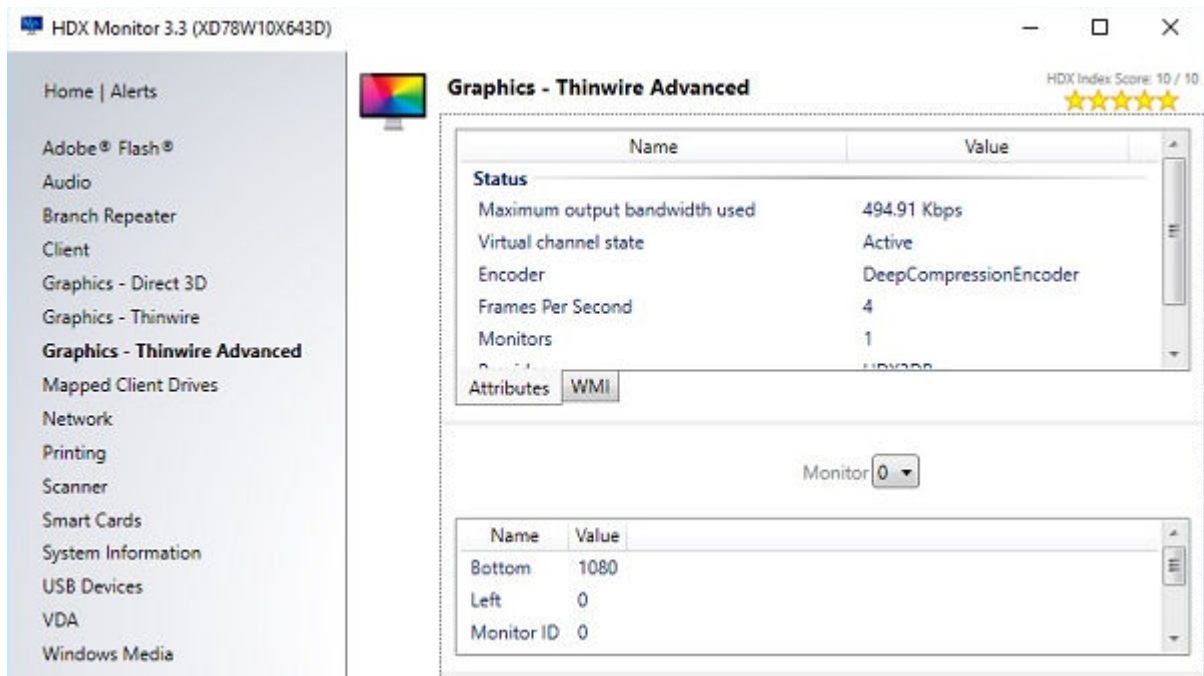 HDX Monitor 3.3 (XD78W10X643D)
Home | Alerts
Adobe® Flash®
Audio
Branch Repeater
Client
Graphics - Direct 3D
Graphics - Thinwire
Graphics - Thinwire Advanced
Mapped Client Drives
Network
Printing
Scanner
Smart Cards
System Information
USB Devices
VDA
Windows Media
Graphics - Thinwire Advanced
HDX Index Score: 10 / 10
Name Value
Status
Maximum output bandwidth used 494.91 Kbps
Virtual channel state Active
Encoder DeepCompressionEncoder
Frames Per Second 4
Monitors 1
Attributes WMI
Monitor 0
Name Value
Bottom 1080
Left 0
Monitor ID 0